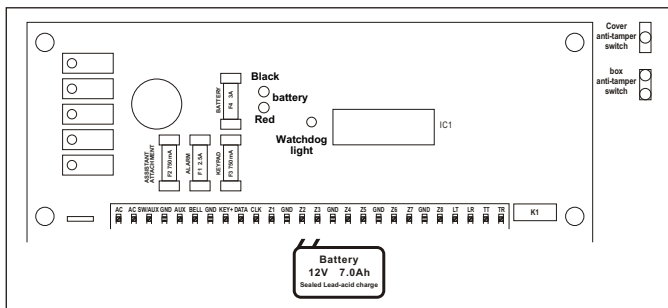 Cover
anti-tamper
switch
box
anti-tamper
switch
Black
battery
Red
Watchdog
light
IC1
BATTERY
F4 3A
ASSISTANT
ATTACHMENT
F2 750mA
ALARM
F1 2.5A
KEYPAD
F3 750mA
AC AC SW/AUX GND AUX BELL GND KEY+ DATA CLK Z1 GND Z2 Z3 GND Z4 Z5 GND Z6 Z7 GND Z8 LT LR TT TR
K1
Battery
12V 7.0Ah
Sealed Lead-acid charge